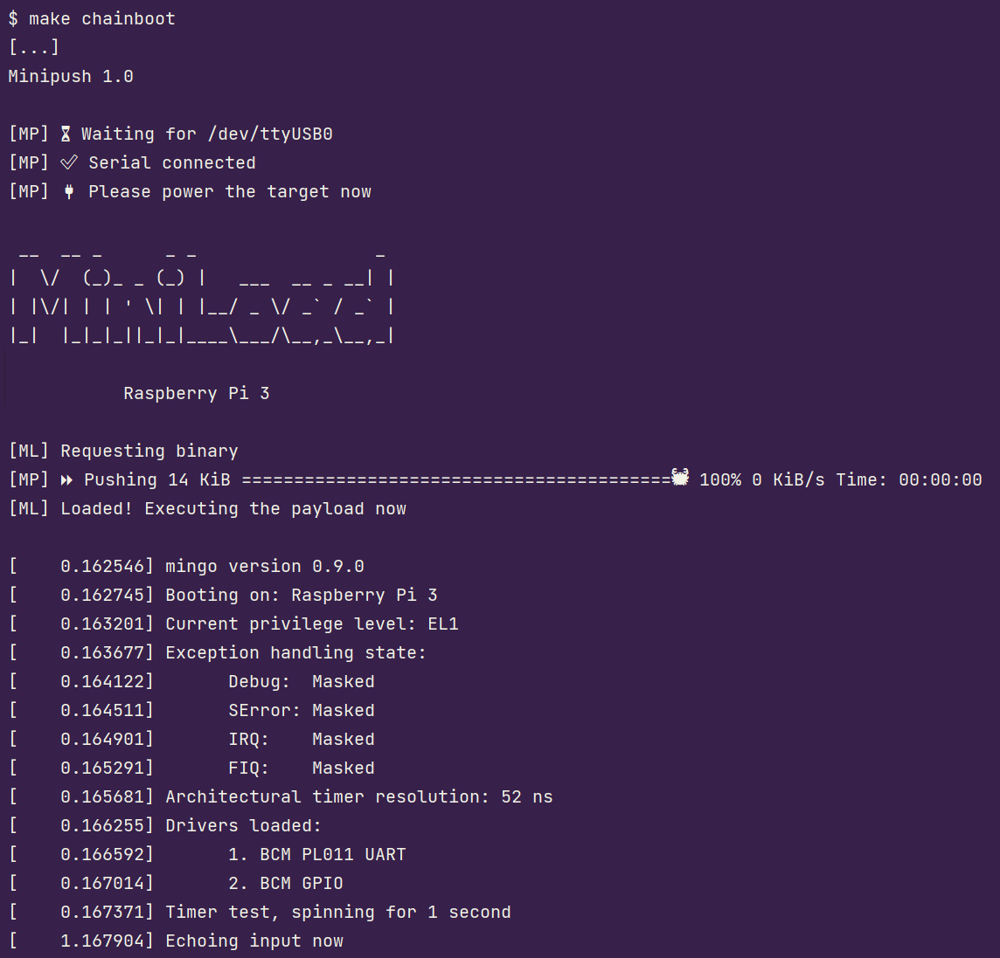 $ make chainboot
[...]
Minipush 1.0

[MP] ⏳ Waiting for /dev/ttyUSB0
[MP] ✅ Serial connected
[MP] 🔌 Please power the target now

 __  __ _      _ _                 _
|  \/  (_)_ _ (_) |   ___  __ _ __| |
| |\/| | | ' \| | |__/ _ \/ _` / _` |
|_|  |_|_|_||_|_|____\___/\__,_\__,_|

           Raspberry Pi 3

[ML] Requesting binary
[MP] ⏩ Pushing 14 KiB =========================================🦀 100% 0 KiB/s Time: 00:00:00
[ML] Loaded! Executing the payload now

[    0.162546] mingo version 0.9.0
[    0.162745] Booting on: Raspberry Pi 3
[    0.163201] Current privilege level: EL1
[    0.163677] Exception handling state:
[    0.164122]       Debug:  Masked
[    0.164511]       SError: Masked
[    0.164901]       IRQ:    Masked
[    0.165291]       FIQ:    Masked
[    0.165681] Architectural timer resolution: 52 ns
[    0.166255] Drivers loaded:
[    0.166592]       1. BCM PL011 UART
[    0.167014]       2. BCM GPIO
[    0.167371] Timer test, spinning for 1 second
[    1.167904] Echoing input now